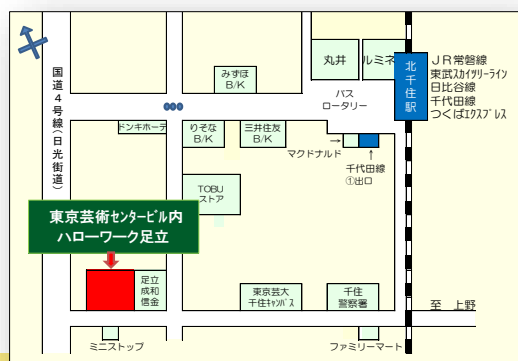 国道4号線(日光街道)
みずほ
B/K
丸井
ルミネ
北千住駅
JR常磐線
東武スカイツリーライン
日比谷線
千代田線
つくばエクスプレス
バス
ロータリー
ドンキホーテ
りそな
B/K
三井住友
B/K
マクドナルド
千代田線
①出口
TOBU
ストア
東京芸術センタービル内
ハローワーク足立
足立
成和
信金
東京芸大
千住キャンパス
千住
警察署
至 上野
ミニストップ
ファミリーマート